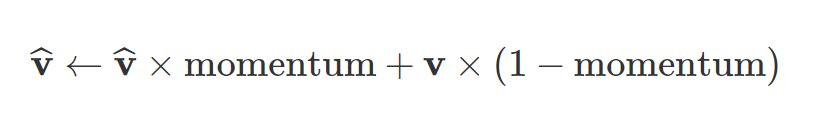 v̂ ← v̂ × momentum + v × (1 − momentum)